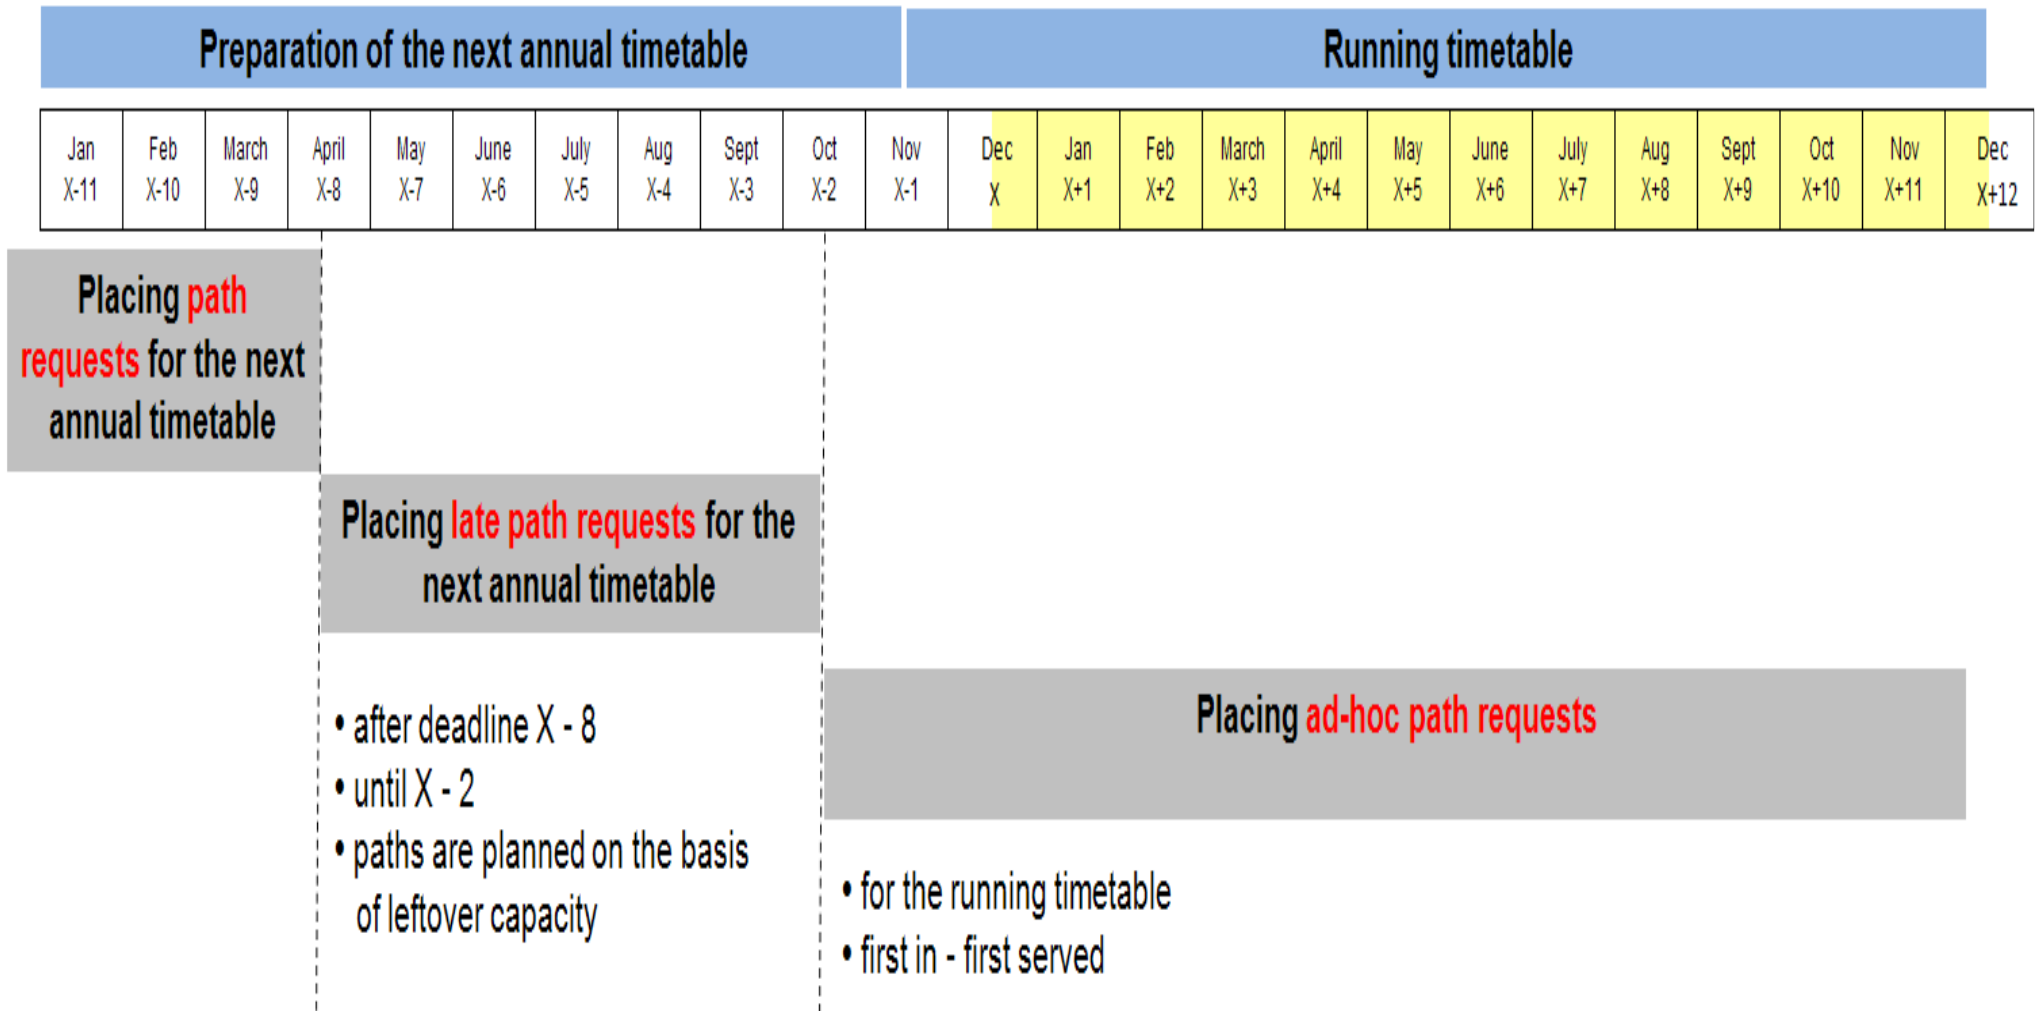 Preparation of the next annual timetable
Running timetable
Jan Feb March April May June July Aug Sept Oct Nov Dec Jan Feb March April May June July Aug Sept Oct Nov Dec
X-11 X-10 X-9 X-8 X-7 X-6 X-5 X-4 X-3 X-2 X-1 X X+1 X+2 X+3 X+4 X+5 X+6 X+7 X+8 X+9 X+10 X+11 X+12
Placing path
requests for the next
annual timetable
Placing late path requests for the
next annual timetable
• after deadline X - 8
• until X - 2
• paths are planned on the basis
of leftover capacity
Placing ad-hoc path requests
• for the running timetable
• first in - first served